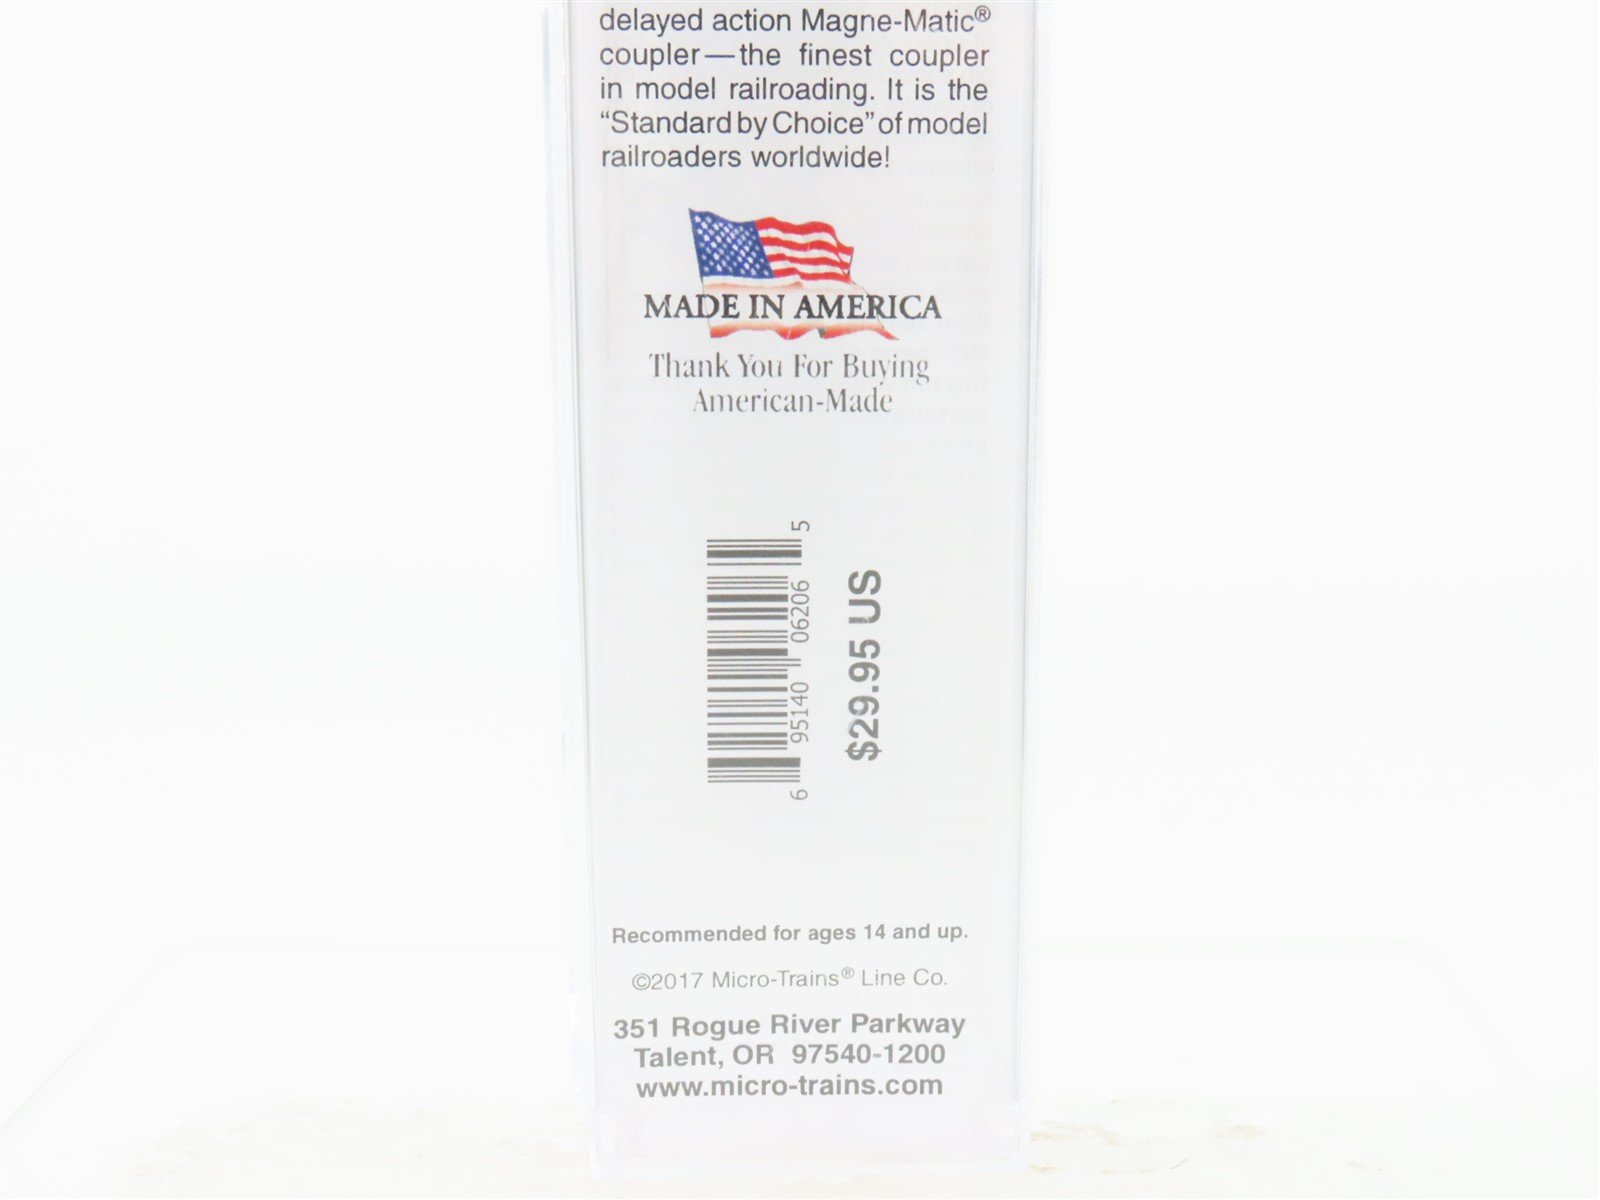 delayed action Magne-Matic®
coupler—the finest coupler
in model railroading. It is the
“Standard by Choice” of model
railroaders worldwide!
MADE IN AMERICA
Thank You For Buying
American-Made
6 95140 06206 5
$29.95 US
Recommended for ages 14 and up.
©2017 Micro-Trains® Line Co.
351 Rogue River Parkway
Talent, OR 97540-1200
www.micro-trains.com